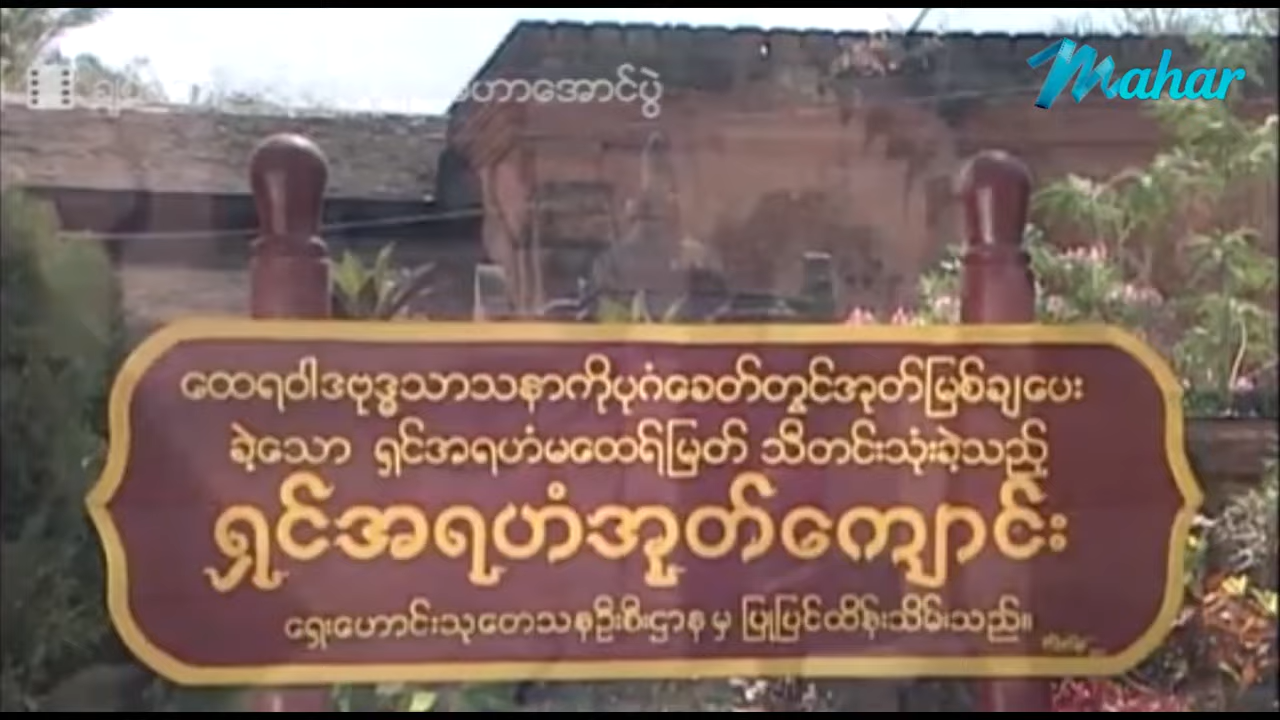 Mahar
ဟာအောင်ပွဲ
ထေရဝါဒဗုဒ္ဓသာသနာကိုပုဂံခေတ်တွင်အုတ်မြစ်ချပေး
ခဲ့သော ရှင်အရဟံမထေရ်မြတ် သီတင်းသုံးခဲ့သည့်
ရှင်အရဟံအုတ်ကျောင်း
ရှေးဟောင်းသုတေသနဦးစီးဌာန မှ ပြုပြင်ထိန်းသိမ်းသည်။